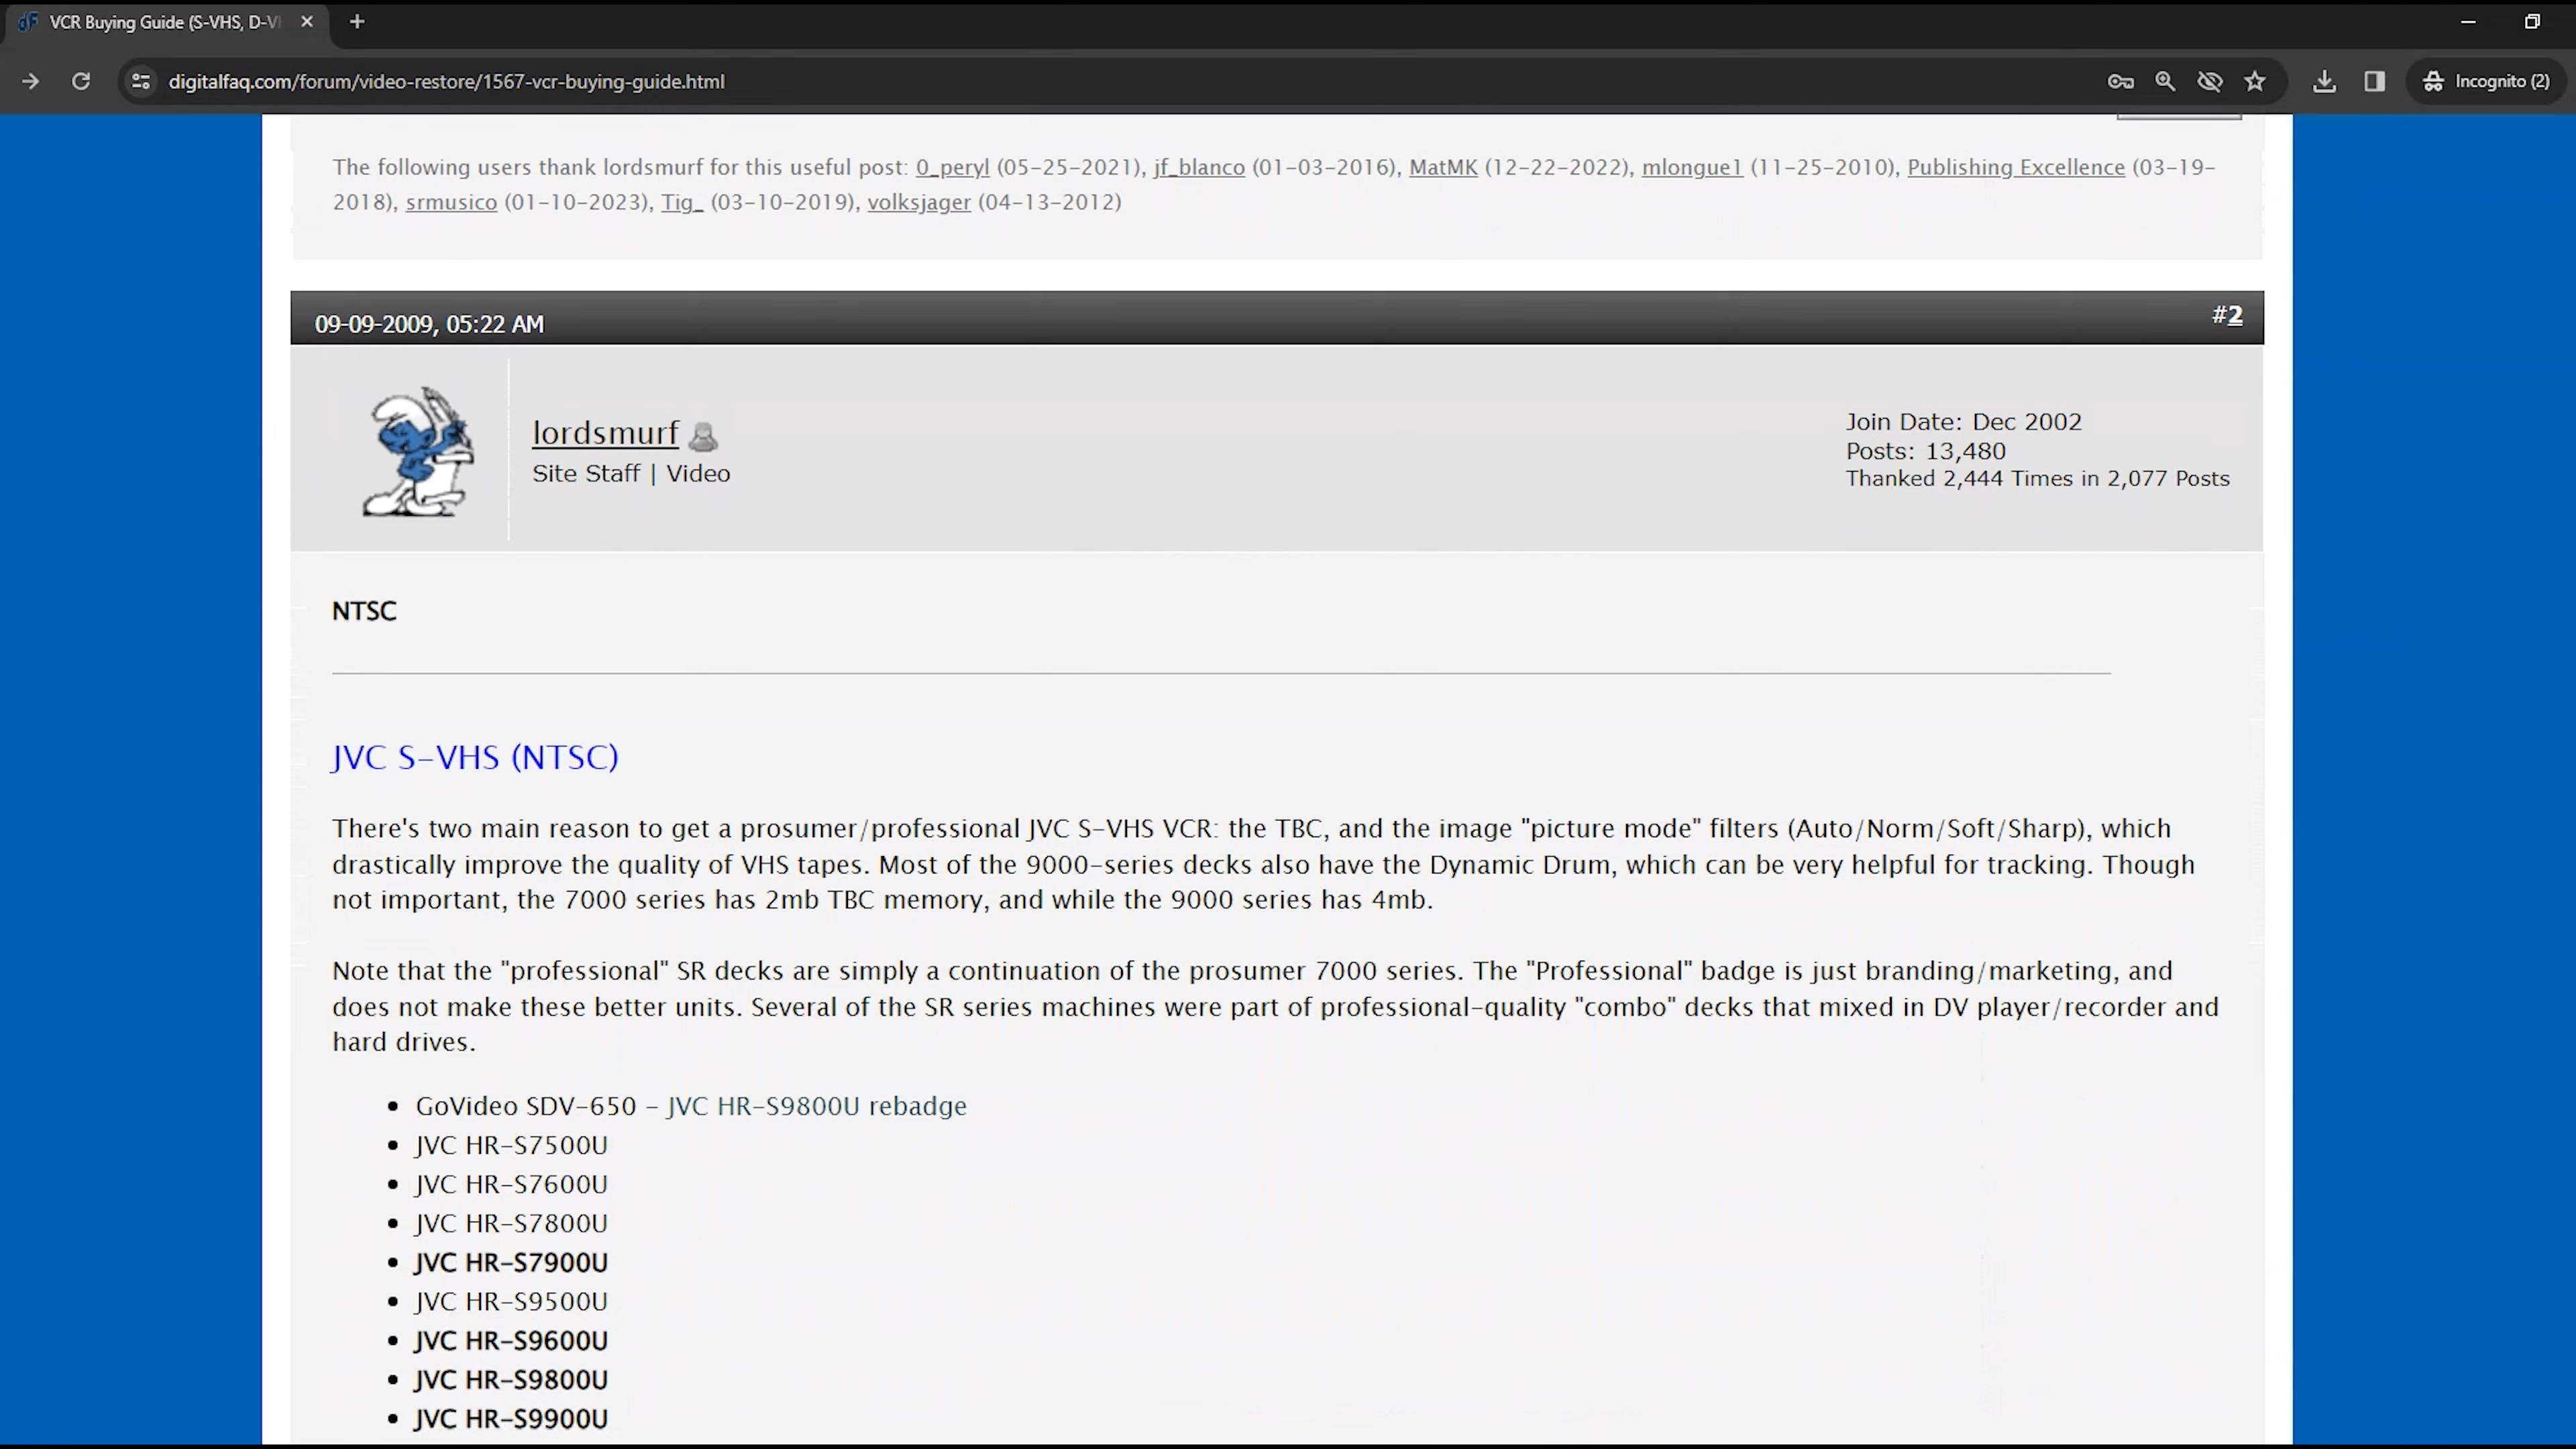 VCR Buying Guide (S-VHS, D-V
digitalfaq.com/forum/video-restore/1567-vcr-buying-guide.html
Incognito (2)
The following users thank lordsmurf for this useful post: 0_peryl (05-25-2021), jf_blanco (01-03-2016), MatMK (12-22-2022), mlongue1 (11-25-2010), Publishing Excellence (03-19-
2018), srmusico (01-10-2023), Tig_ (03-10-2019), volksjager (04-13-2012)
09-09-2009, 05:22 AM
#2
lordsmurf
Site Staff | Video
Join Date: Dec 2002
Posts: 13,480
Thanked 2,444 Times in 2,077 Posts
NTSC
JVC S-VHS (NTSC)
There's two main reason to get a prosumer/professional JVC S-VHS VCR: the TBC, and the image "picture mode" filters (Auto/Norm/Soft/Sharp), which
drastically improve the quality of VHS tapes. Most of the 9000-series decks also have the Dynamic Drum, which can be very helpful for tracking. Though
not important, the 7000 series has 2mb TBC memory, and while the 9000 series has 4mb.
Note that the "professional" SR decks are simply a continuation of the prosumer 7000 series. The "Professional" badge is just branding/marketing, and
does not make these better units. Several of the SR series machines were part of professional-quality "combo" decks that mixed in DV player/recorder and
hard drives.
• GoVideo SDV-650 - JVC HR-S9800U rebadge
• JVC HR-S7500U
• JVC HR-S7600U
• JVC HR-S7800U
• JVC HR-S7900U
• JVC HR-S9500U
• JVC HR-S9600U
• JVC HR-S9800U
• JVC HR-S9900U